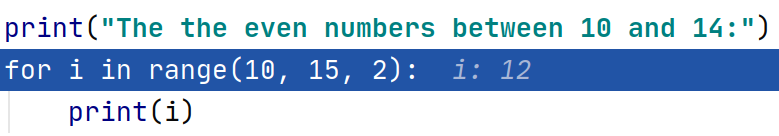 print("The the even numbers between 10 and 14:")
for i in range(10, 15, 2):  i: 12
    print(i)